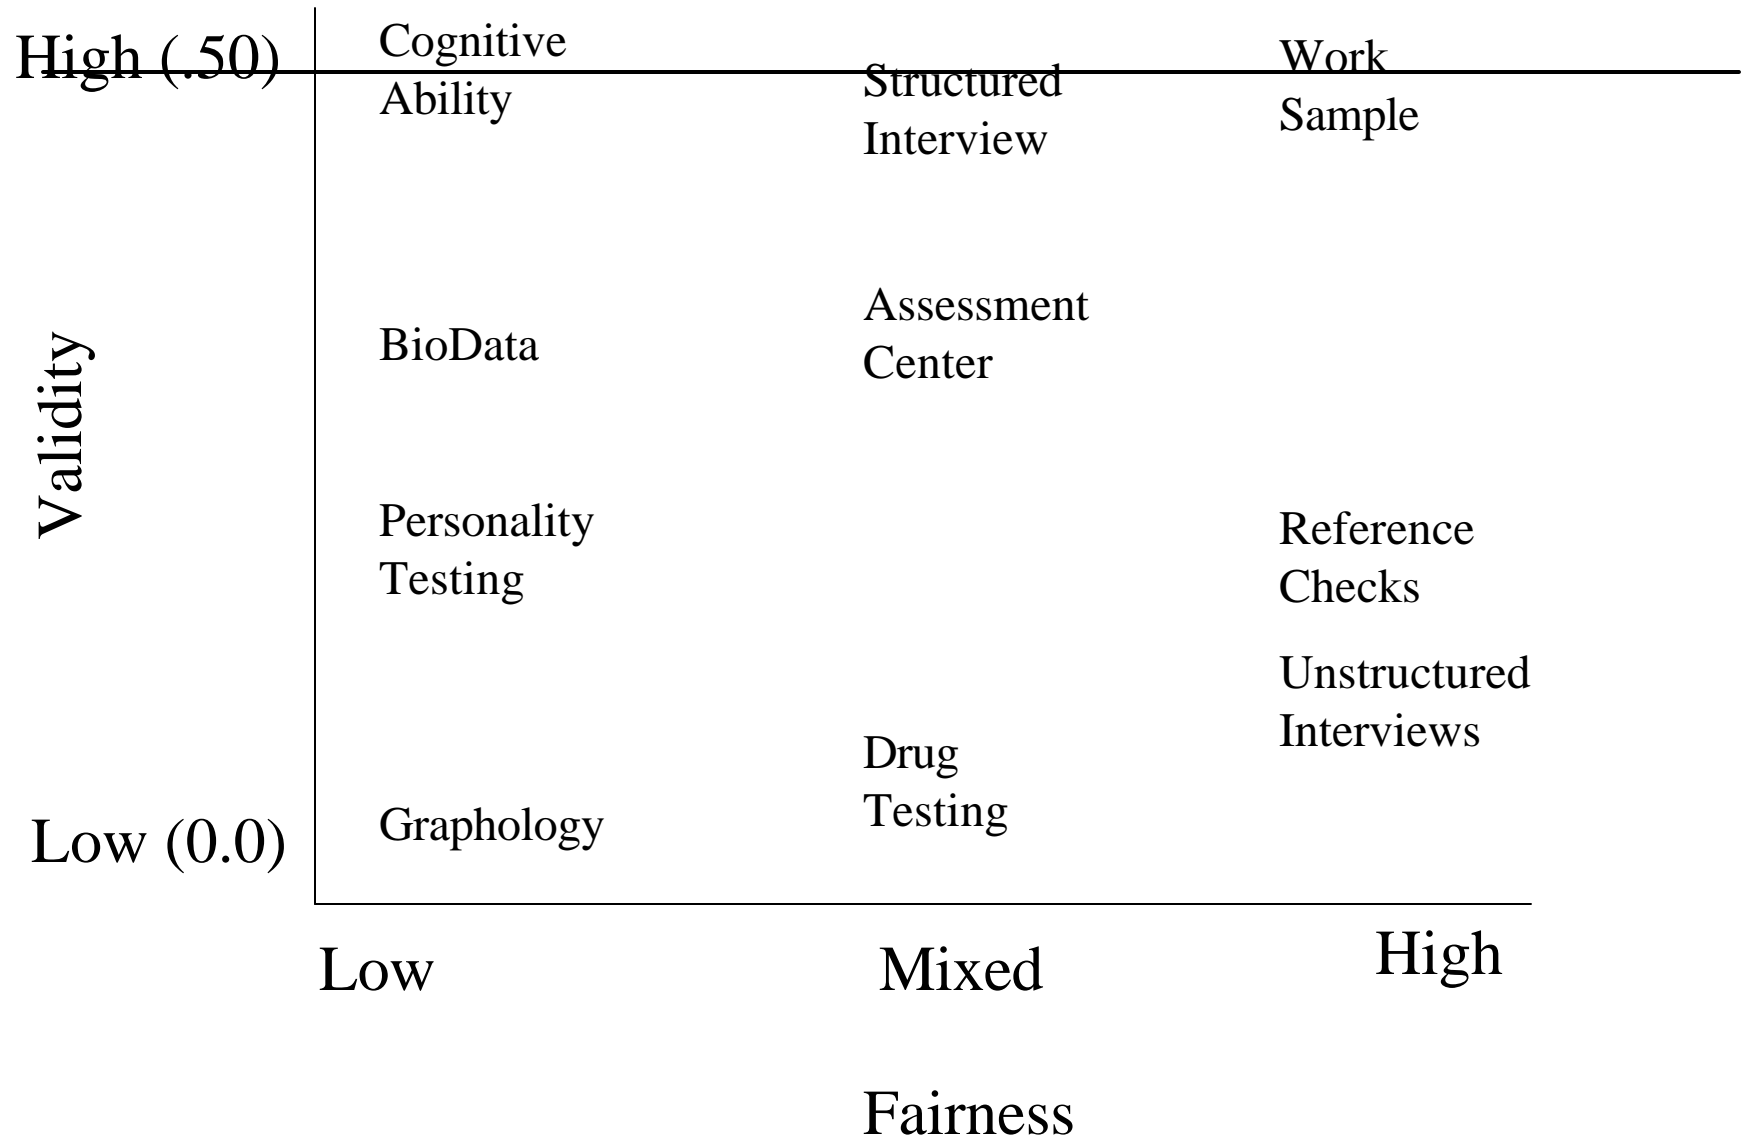 High (.50)
Cognitive
Ability
Structured
Interview
Work
Sample
Validity
BioData
Assessment
Center
Personality
Testing
Reference
Checks
Unstructured
Interviews
Drug
Testing
Graphology
Low (0.0)
Low
Mixed
High
Fairness